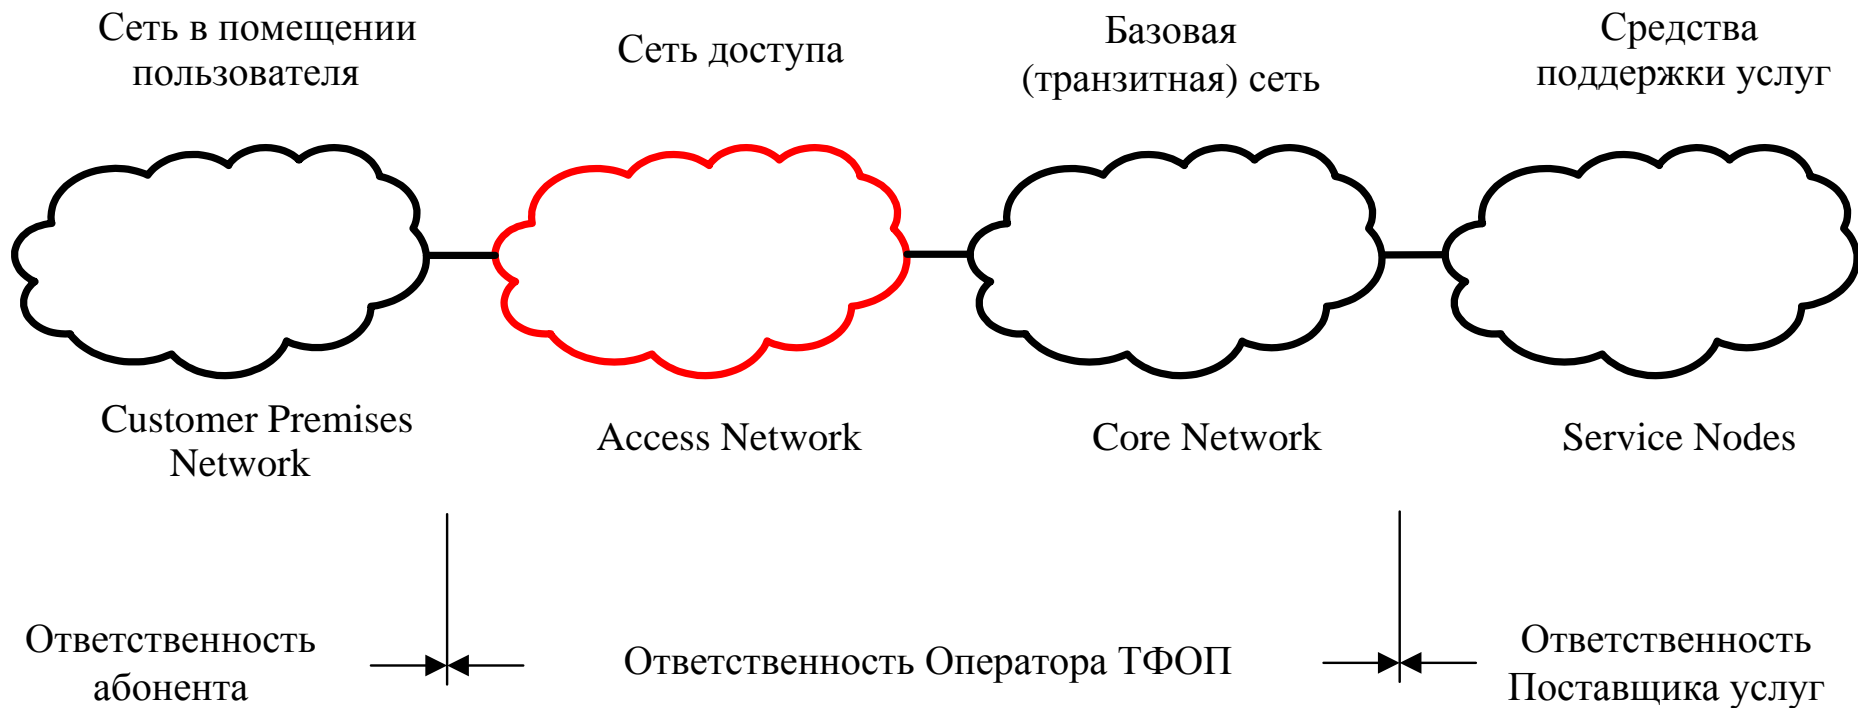 Сеть в помещении
пользователя
Сеть доступа
Базовая
(транзитная) сеть
Средства
поддержки услуг
Customer Premises
Network
Access Network
Core Network
Service Nodes
Ответственность
абонента
Ответственность Оператора ТФОП
Ответственность
Поставщика услуг